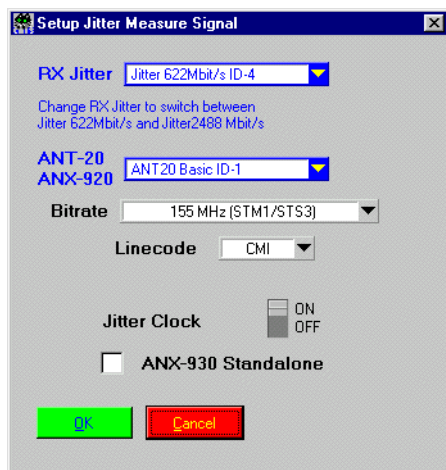 Setup Jitter Measure Signal
RX Jitter Jitter 622Mbit/s ID-4
Change RX Jitter to switch between
Jitter 622Mbit/s and Jitter2488 Mbit/s
ANT-20
ANX-920 ANT20 Basic ID-1
Bitrate 155 MHz (STM1/STS3)
Linecode CMI
Jitter Clock ON
OFF
ANX-930 Standalone
OK Cancel